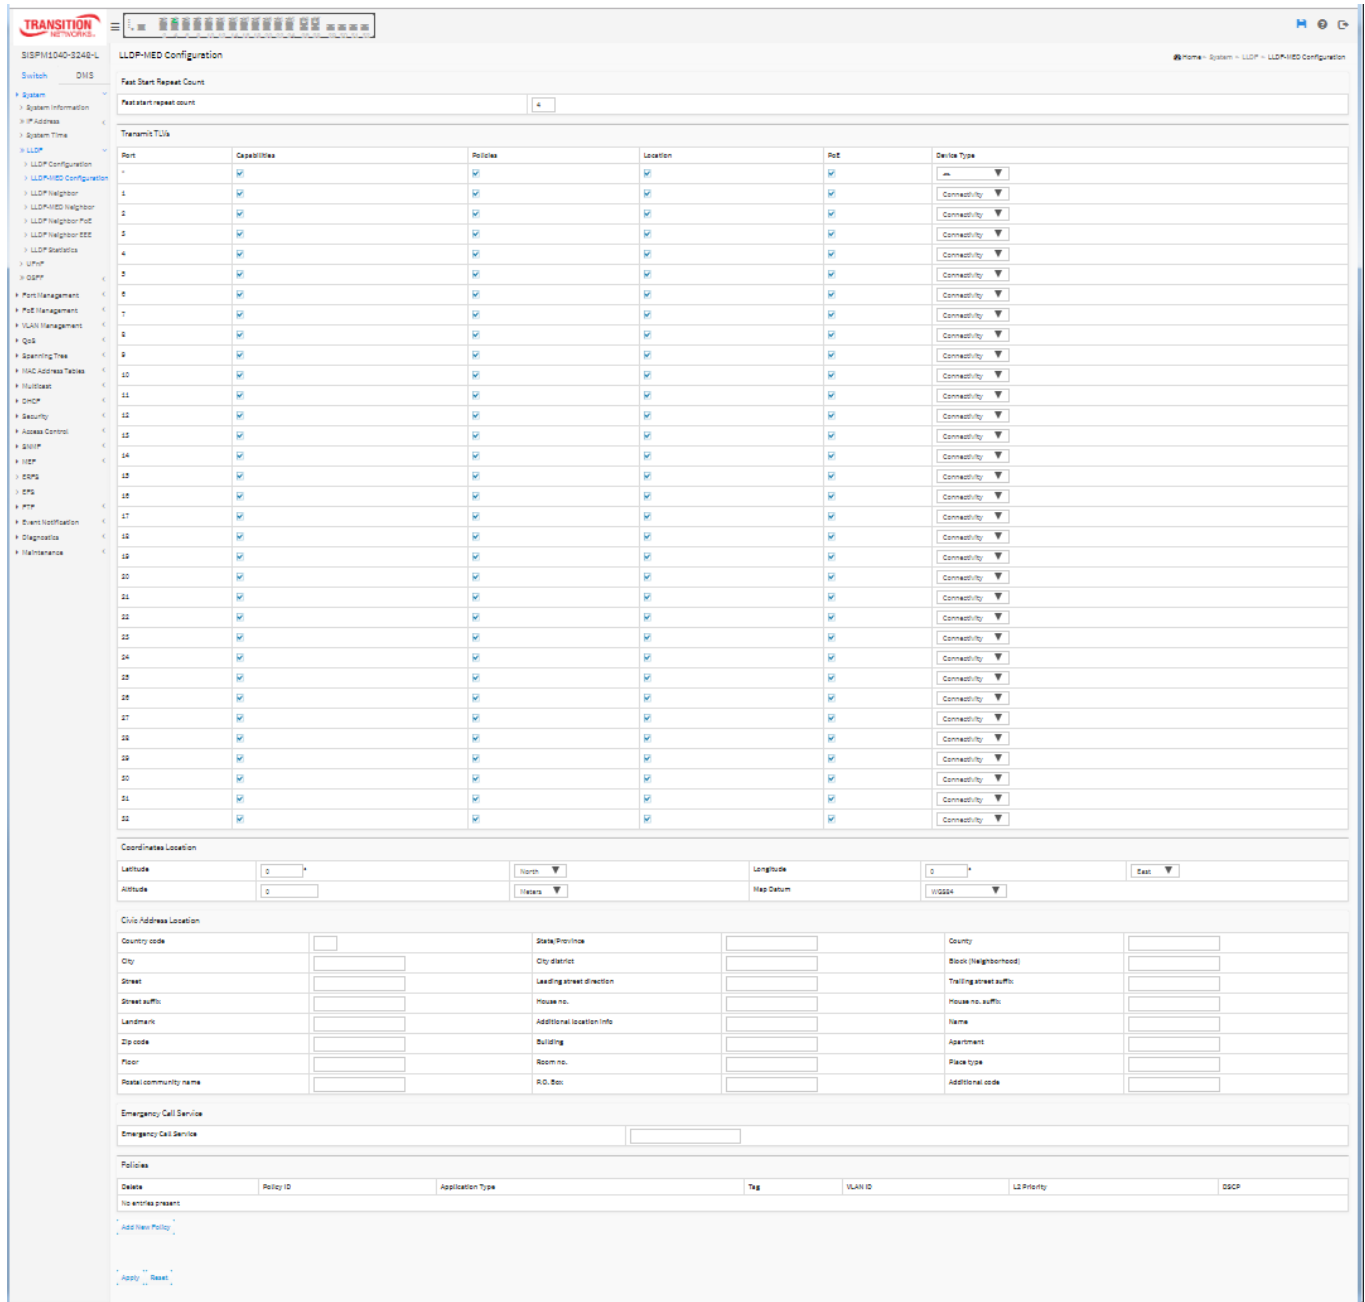 TRANSITION
NETWORKS.
SISPM1040-3248-L
LLDP-MED Configuration
Home > System > LLDP > LLDP-MED Configuration
Switch DMS
System
System Information
IP Address
System Time
LLDP
LLDP Configuration
LLDP-MED Configuration
LLDP Neighbor
LLDP-MED Neighbor
LLDP Neighbor PoE
LLDP Neighbor EEE
LLDP Statistics
UPnP
OSPF
Port Management
PoE Management
VLAN Management
QoS
Spanning Tree
MAC Address Tables
Multicast
DHCP
Security
Access Control
SNMP
MEP
ERPS
EPS
PTP
Event Notification
Diagnostics
Maintenance
Fast Start Repeat Count
Fast start repeat count 4
Transmit TLVs
Port Capabilities Policies Location PoE Device Type
* <>
1 Connectivity
2 Connectivity
3 Connectivity
4 Connectivity
5 Connectivity
6 Connectivity
7 Connectivity
8 Connectivity
9 Connectivity
10 Connectivity
11 Connectivity
12 Connectivity
13 Connectivity
14 Connectivity
15 Connectivity
16 Connectivity
17 Connectivity
18 Connectivity
19 Connectivity
20 Connectivity
21 Connectivity
22 Connectivity
23 Connectivity
24 Connectivity
25 Connectivity
26 Connectivity
27 Connectivity
28 Connectivity
29 Connectivity
30 Connectivity
31 Connectivity
32 Connectivity
Coordinates Location
Latitude 0 ° North Longitude 0 ° East
Altitude 0 Meters Map Datum WGS84
Civic Address Location
Country code State/Province County
City City district Block (Neighborhood)
Street Leading street direction Trailing street suffix
Street suffix House no. House no. suffix
Landmark Additional location info Name
Zip code Building Apartment
Floor Room no. Place type
Postal community name P.O. Box Additional code
Emergency Call Service
Emergency Call Service
Policies
Delete Policy ID Application Type Tag VLAN ID L2 Priority DSCP
No entries present
Add New Policy
Apply Reset